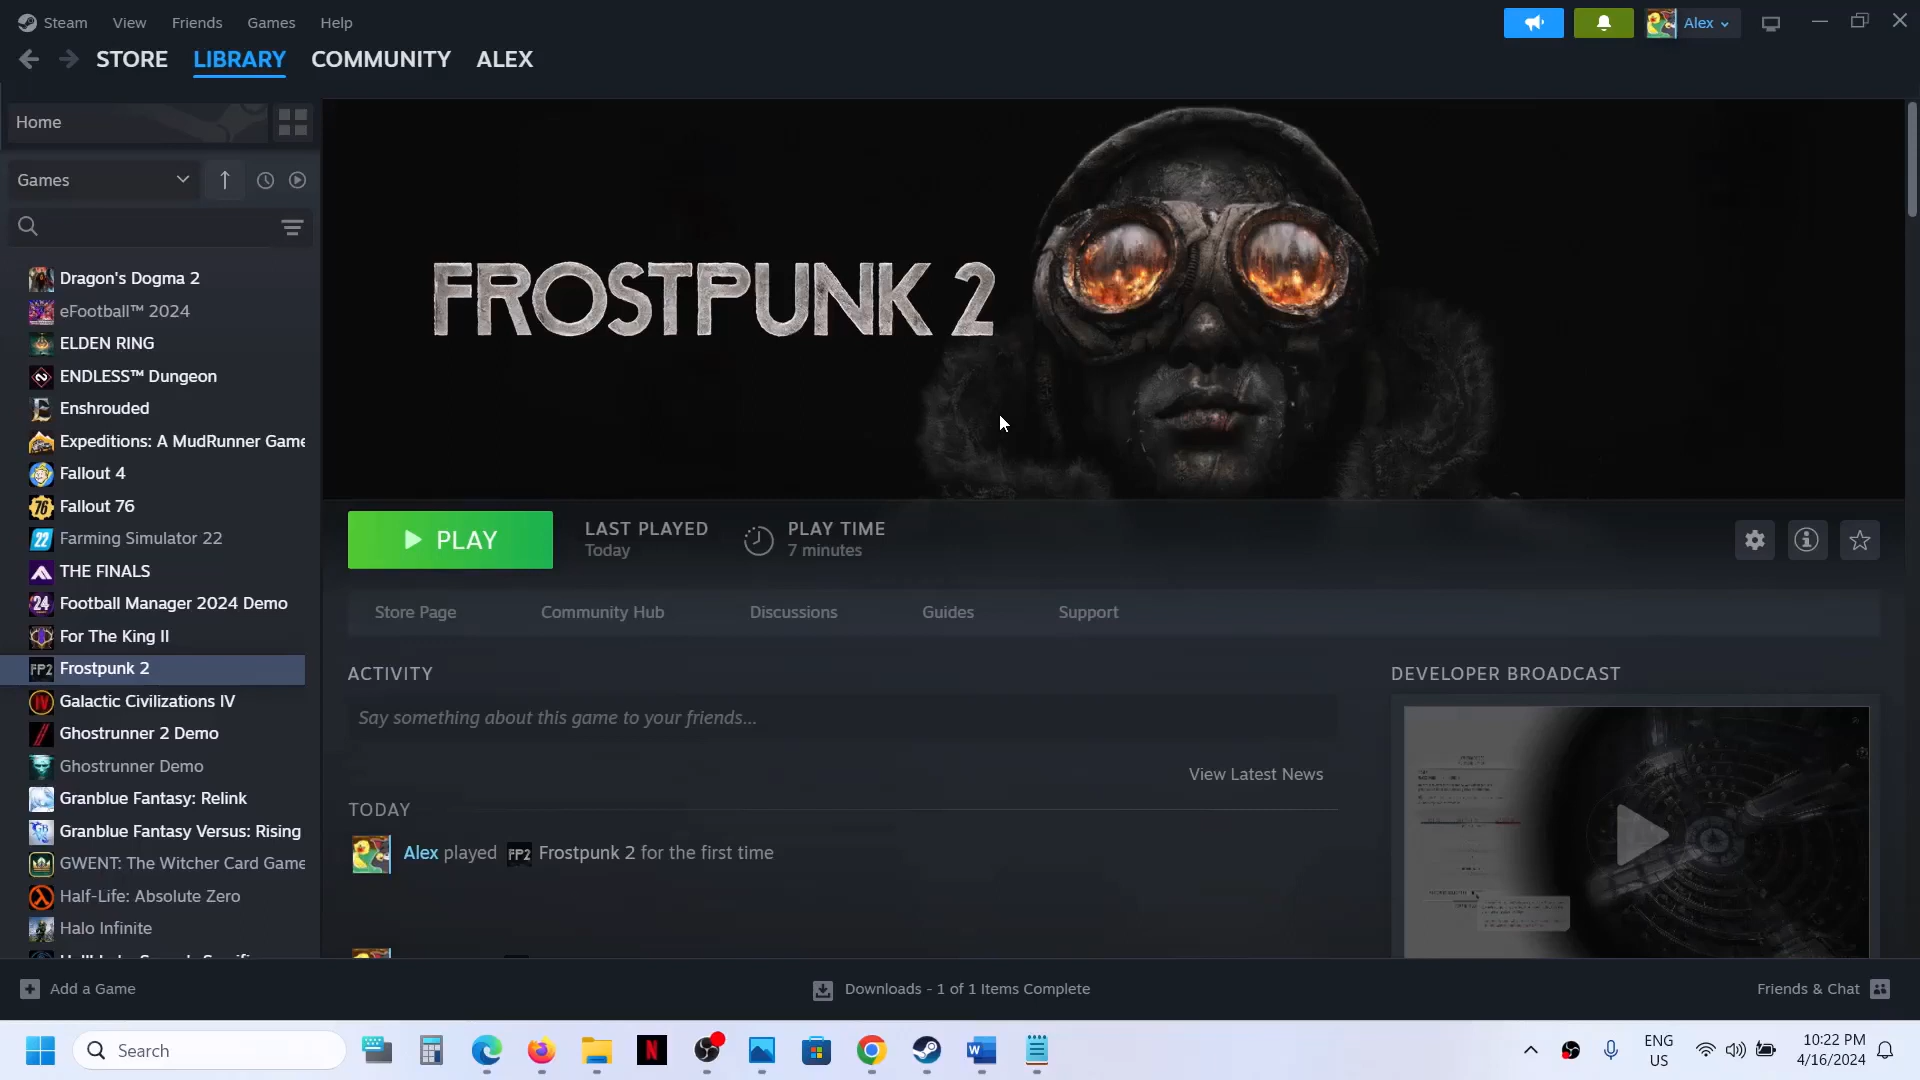 Steam View Friends Games Help
Alex
STORE LIBRARY COMMUNITY ALEX
Home
Games
Dragon's Dogma 2
eFootball™ 2024
ELDEN RING
ENDLESS™ Dungeon
Enshrouded
Expeditions: A MudRunner Game
Fallout 4
Fallout 76
Farming Simulator 22
THE FINALS
Football Manager 2024 Demo
For The King II
Frostpunk 2
Galactic Civilizations IV
Ghostrunner 2 Demo
Ghostrunner Demo
Granblue Fantasy: Relink
Granblue Fantasy Versus: Rising
GWENT: The Witcher Card Game
Half-Life: Absolute Zero
Halo Infinite
FROSTPUNK 2
PLAY
LAST PLAYED
Today
PLAY TIME
7 minutes
Store Page Community Hub Discussions Guides Support
ACTIVITY
Say something about this game to your friends...
View Latest News
TODAY
Alex played FP2 Frostpunk 2 for the first time
DEVELOPER BROADCAST
Add a Game
Downloads - 1 of 1 Items Complete
Friends & Chat
Search
ENG
US
10:22 PM
4/16/2024